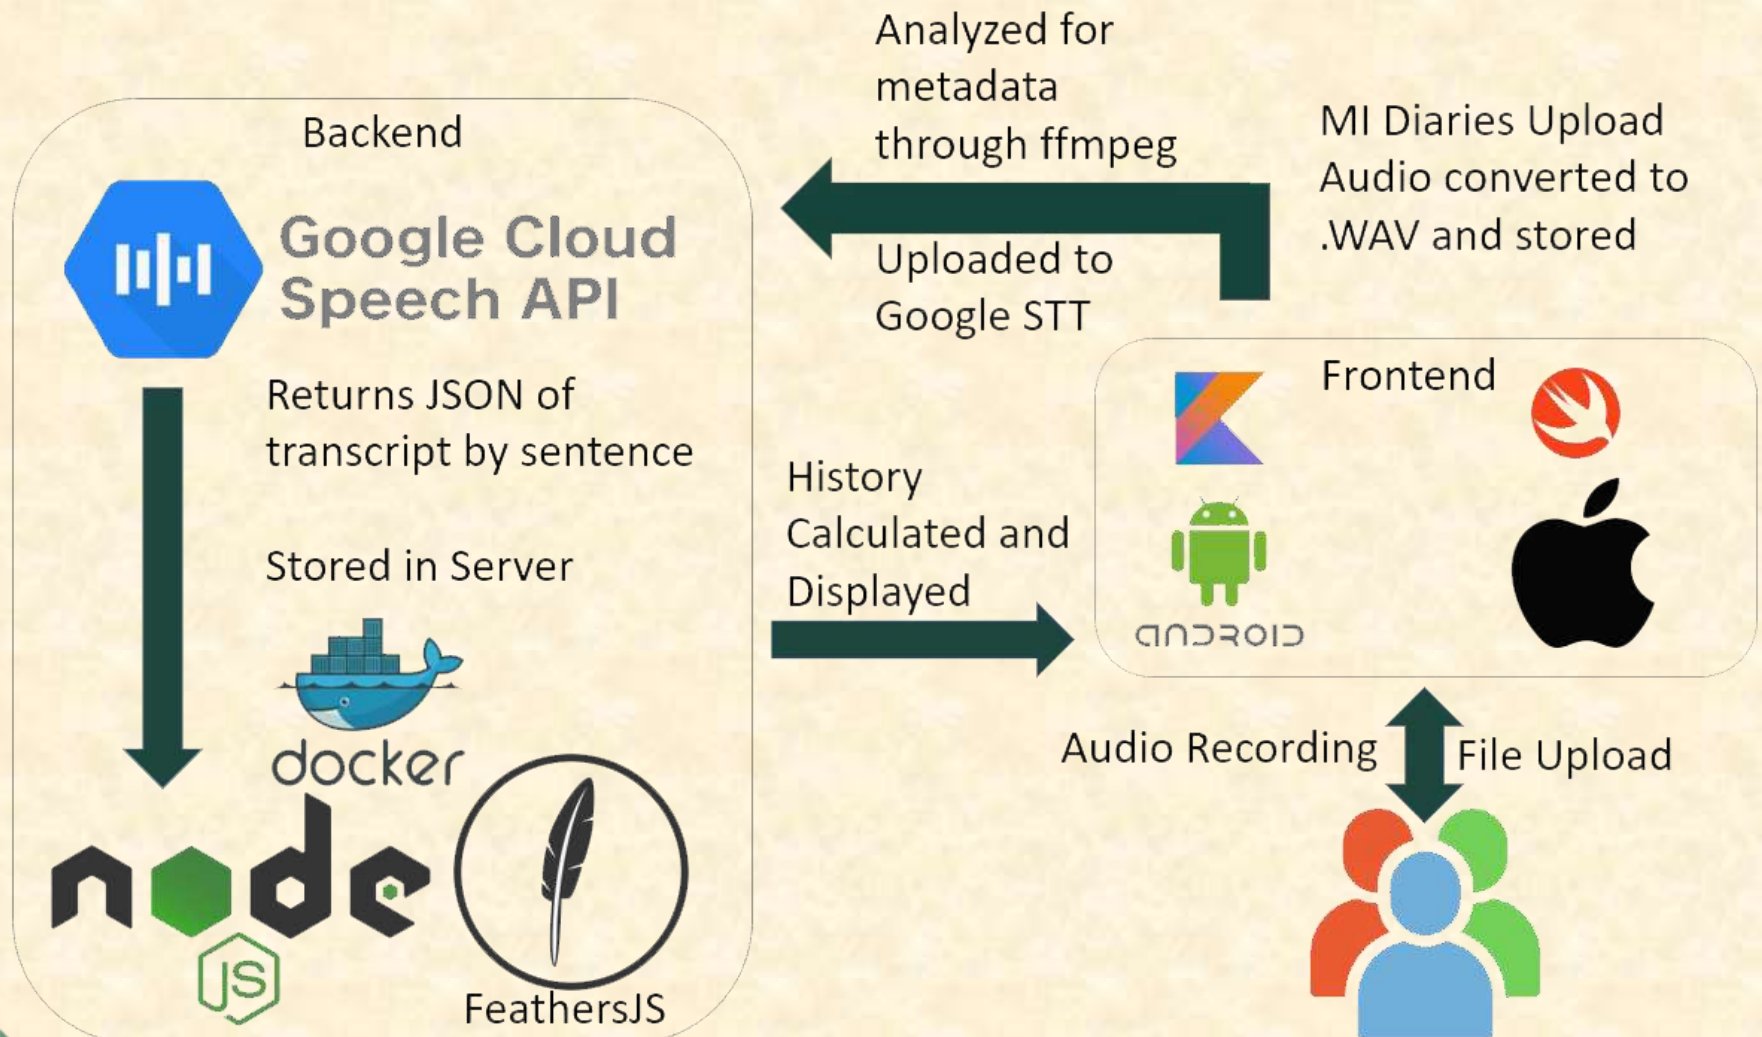 Analyzed for
metadata
through ffmpeg
Uploaded to
Google STT
MI Diaries Upload
Audio converted to
.WAV and stored
Backend
Google Cloud
Speech API
Returns JSON of
transcript by sentence
Stored in Server
docker
node
JS
FeathersJS
History
Calculated and
Displayed
Frontend
ANDROID
Audio Recording
File Upload